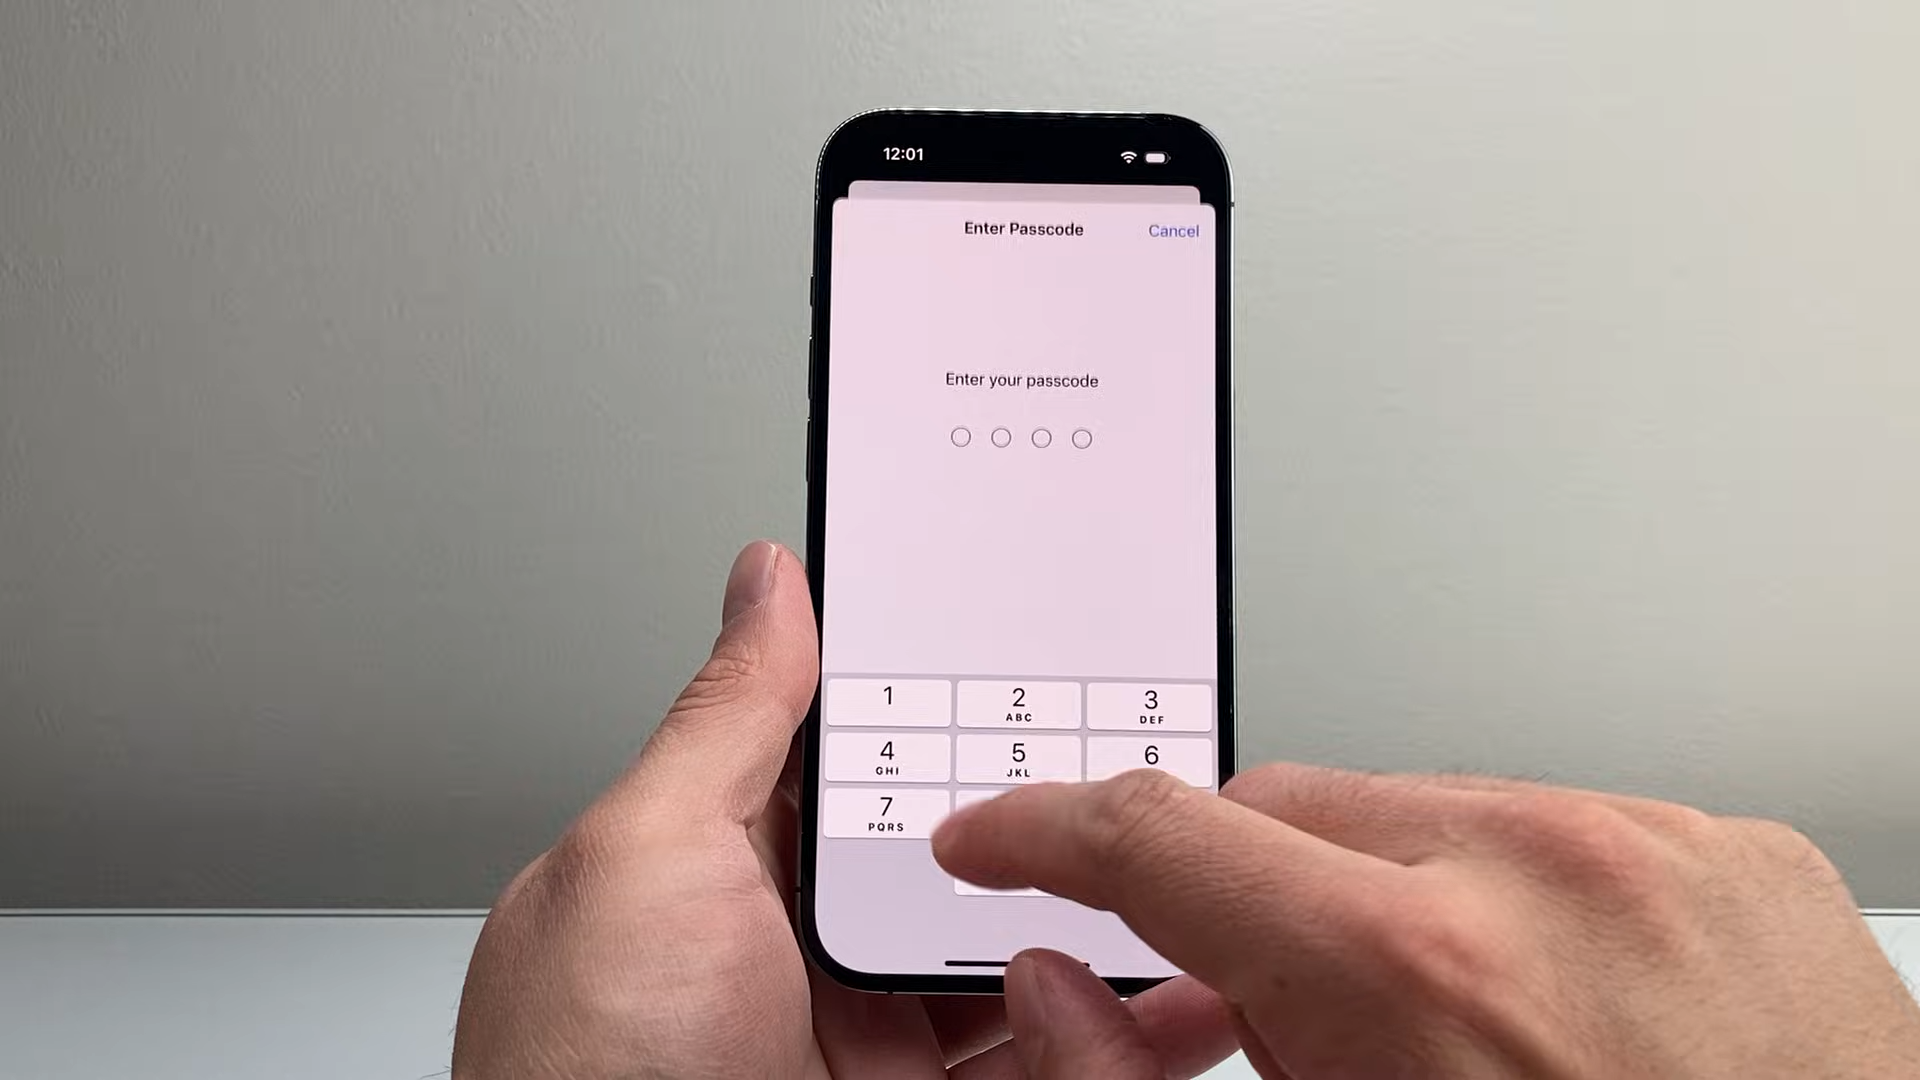 12:01
Enter Passcode Cancel
Enter your passcode
1 2 3
ABC DEF
4 5 6
GHI JKL
7
PQRS